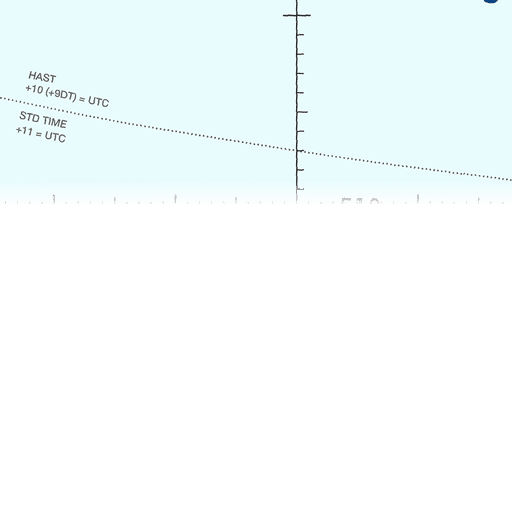 HAST
+10 (+9DT) = UTC
STD TIME
+11 = UTC